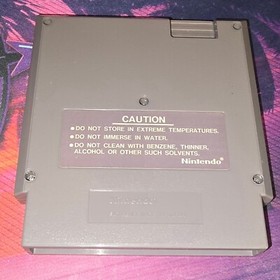 CAUTION
•DO NOT STORE IN EXTREME TEMPERATURES.
•DO NOT IMMERSE IN WATER.
•DO NOT CLEAN WITH BENZENE, THINNER,
ALCOHOL OR OTHER SUCH SOLVENTS.
Nintendo®